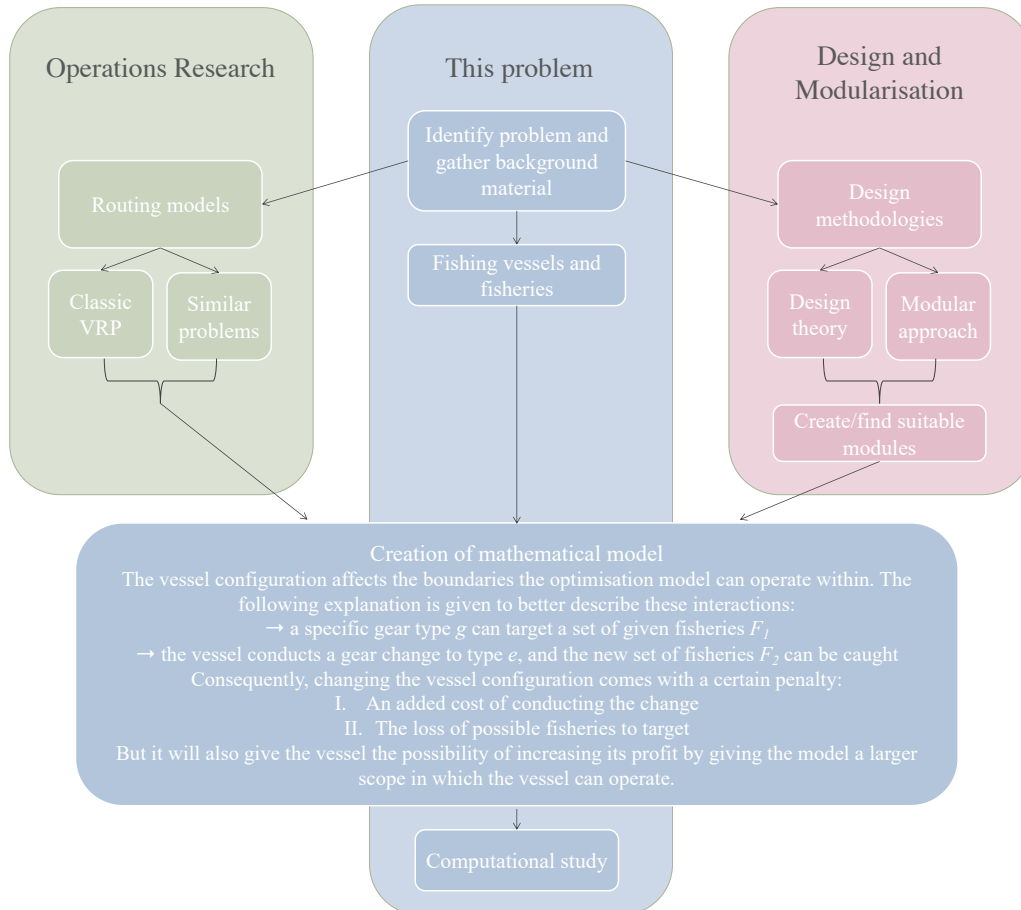 Operations Research
This problem
Design and
Modularisation
Identify problem and
gather background
material
Routing models
Design
methodologies
Fishing vessels and
fisheries
Classic
VRP
Similar
problems
Design
theory
Modular
approach
Create/find suitable
modules
Creation of mathematical model
The vessel configuration affects the boundaries the optimisation model can operate within. The
following explanation is given to better describe these interactions:
→ a specific gear type g can target a set of given fisheries F₁
→ the vessel conducts a gear change to type e, and the new set of fisheries F₂ can be caught
Consequently, changing the vessel configuration comes with a certain penalty:
I. An added cost of conducting the change
II. The loss of possible fisheries to target
But it will also give the vessel the possibility of increasing its profit by giving the model a larger
scope in which the vessel can operate.
Computational study